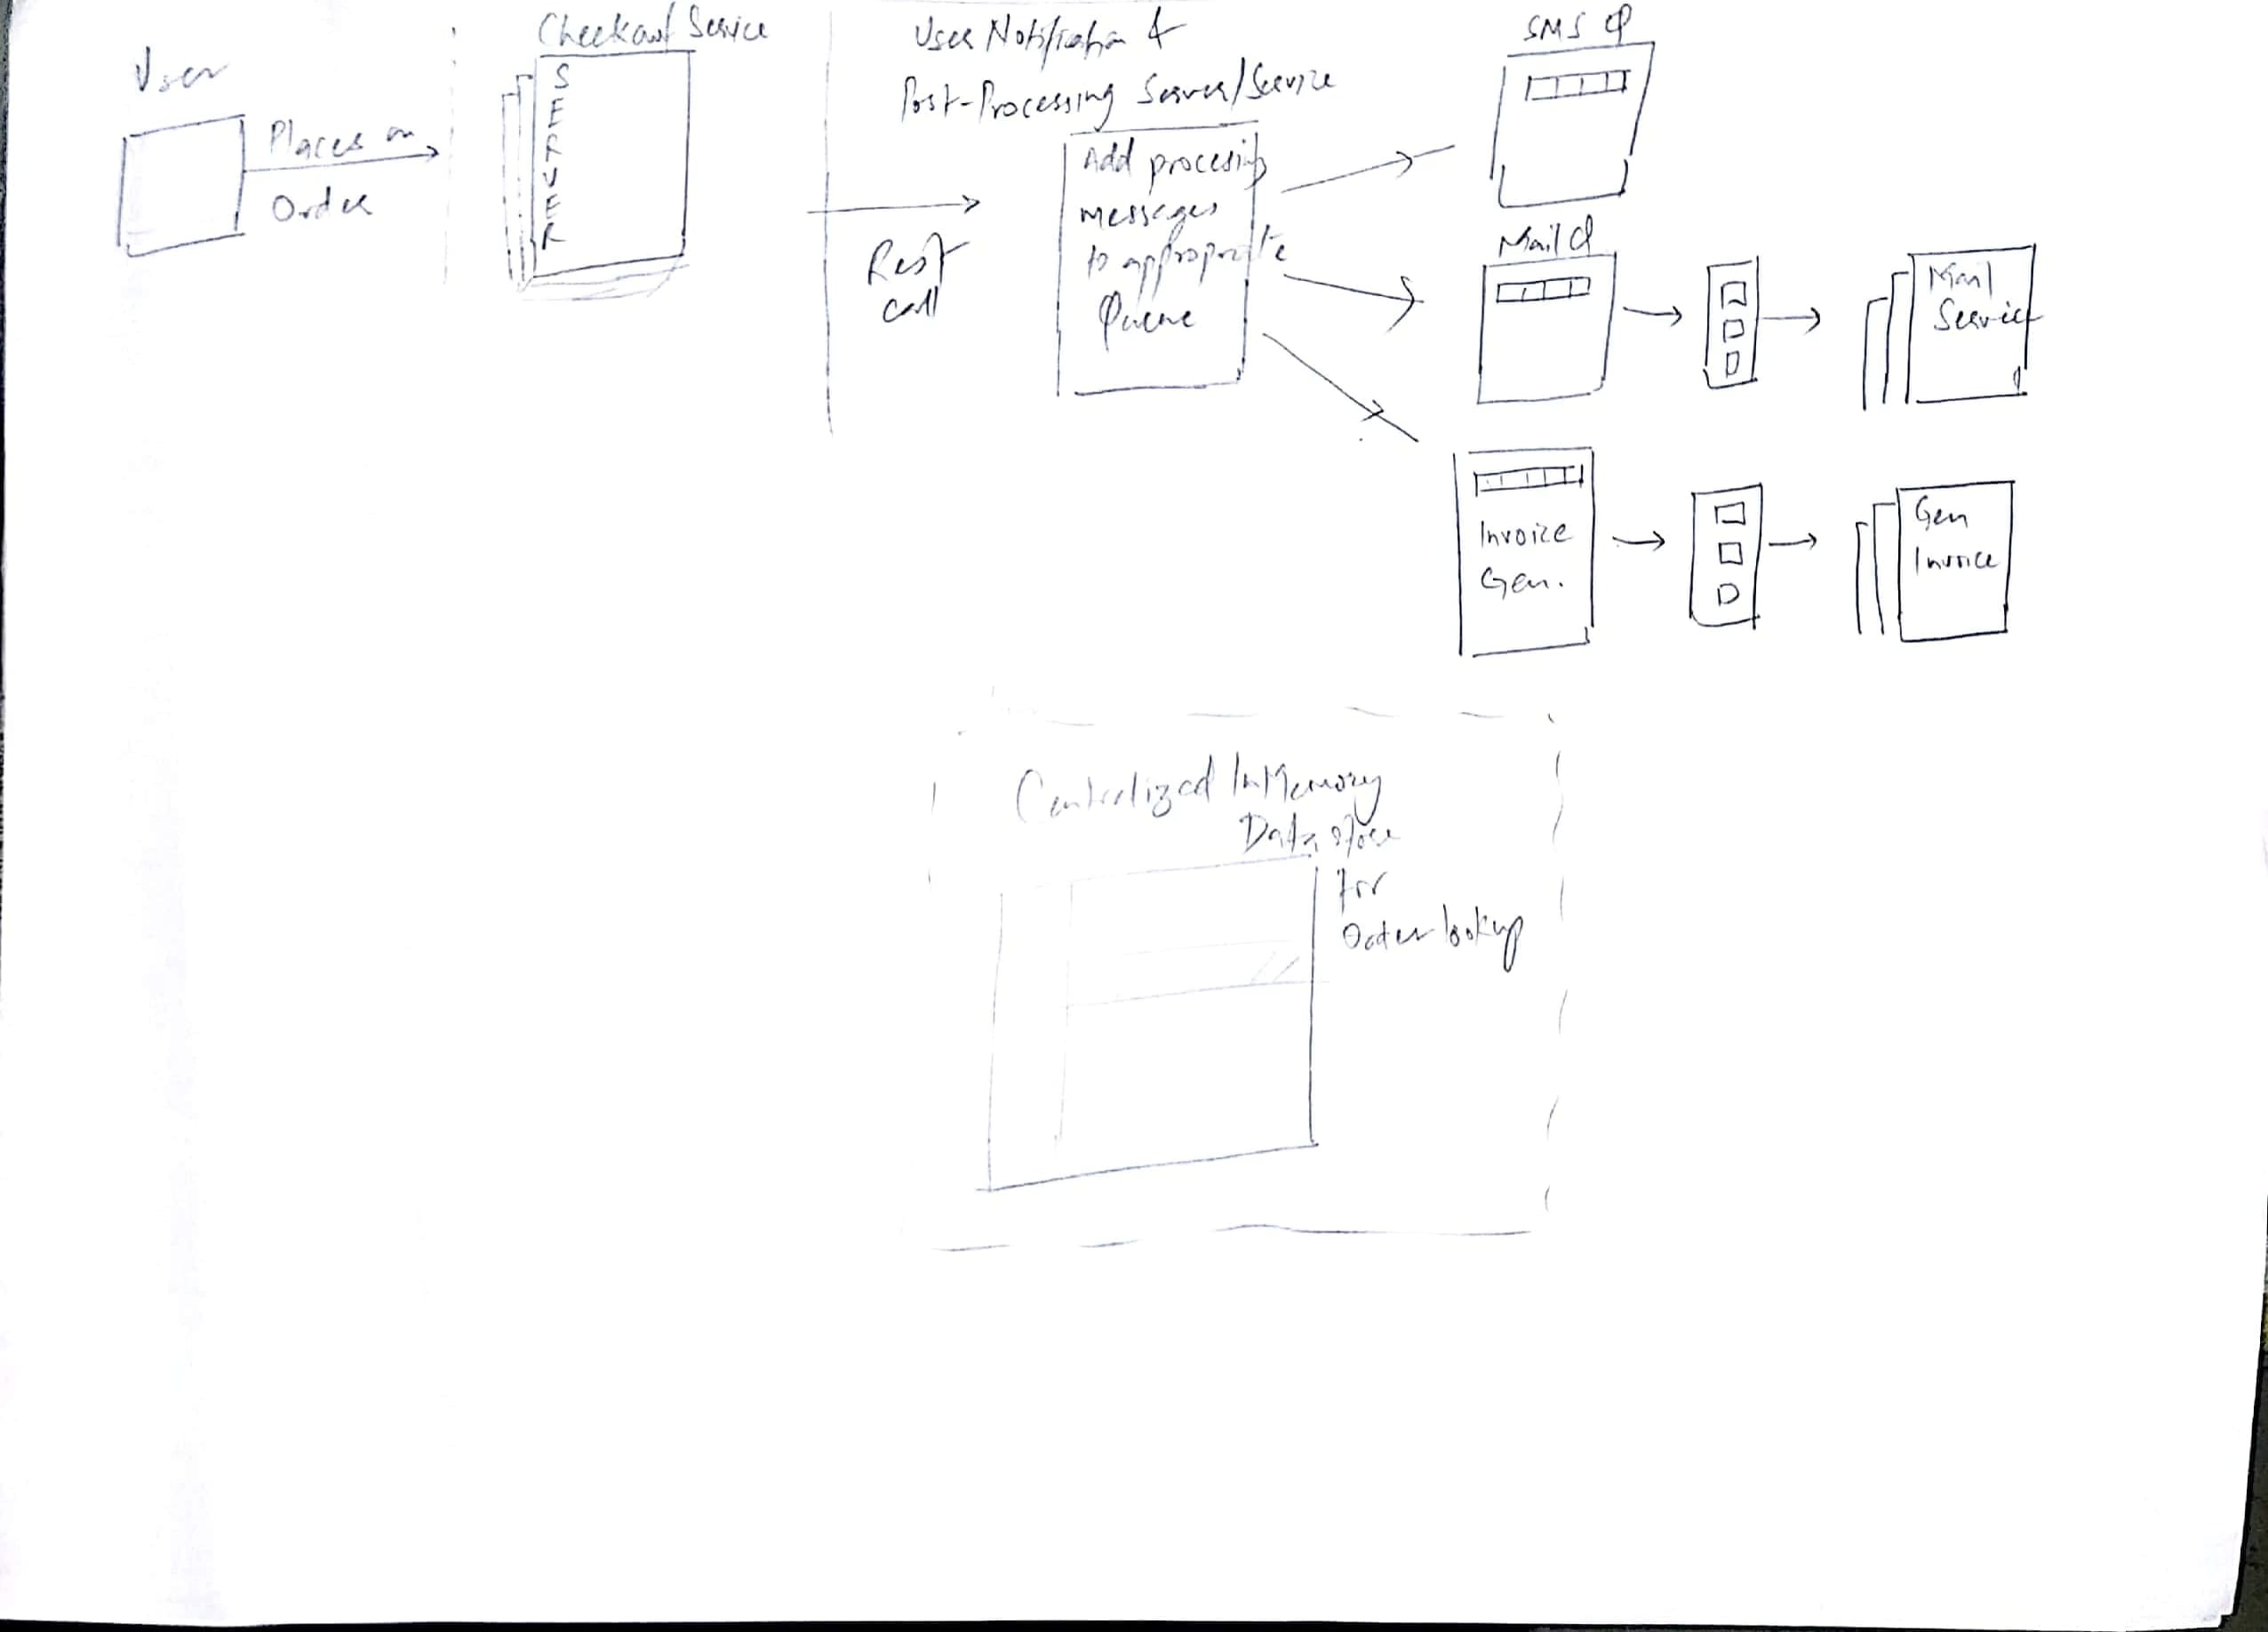 User
Places an
Order
Checkout Service
SERVER
Rest
call
User Notification &
Post-Processing Server/Service
Add processing
messages
to appropriate
Queue
SMS Q
Mail Q
Mail
Service
Invoice
Gen.
Gen
Invoice
Centralized InMemory
Data store
for
Order lookup